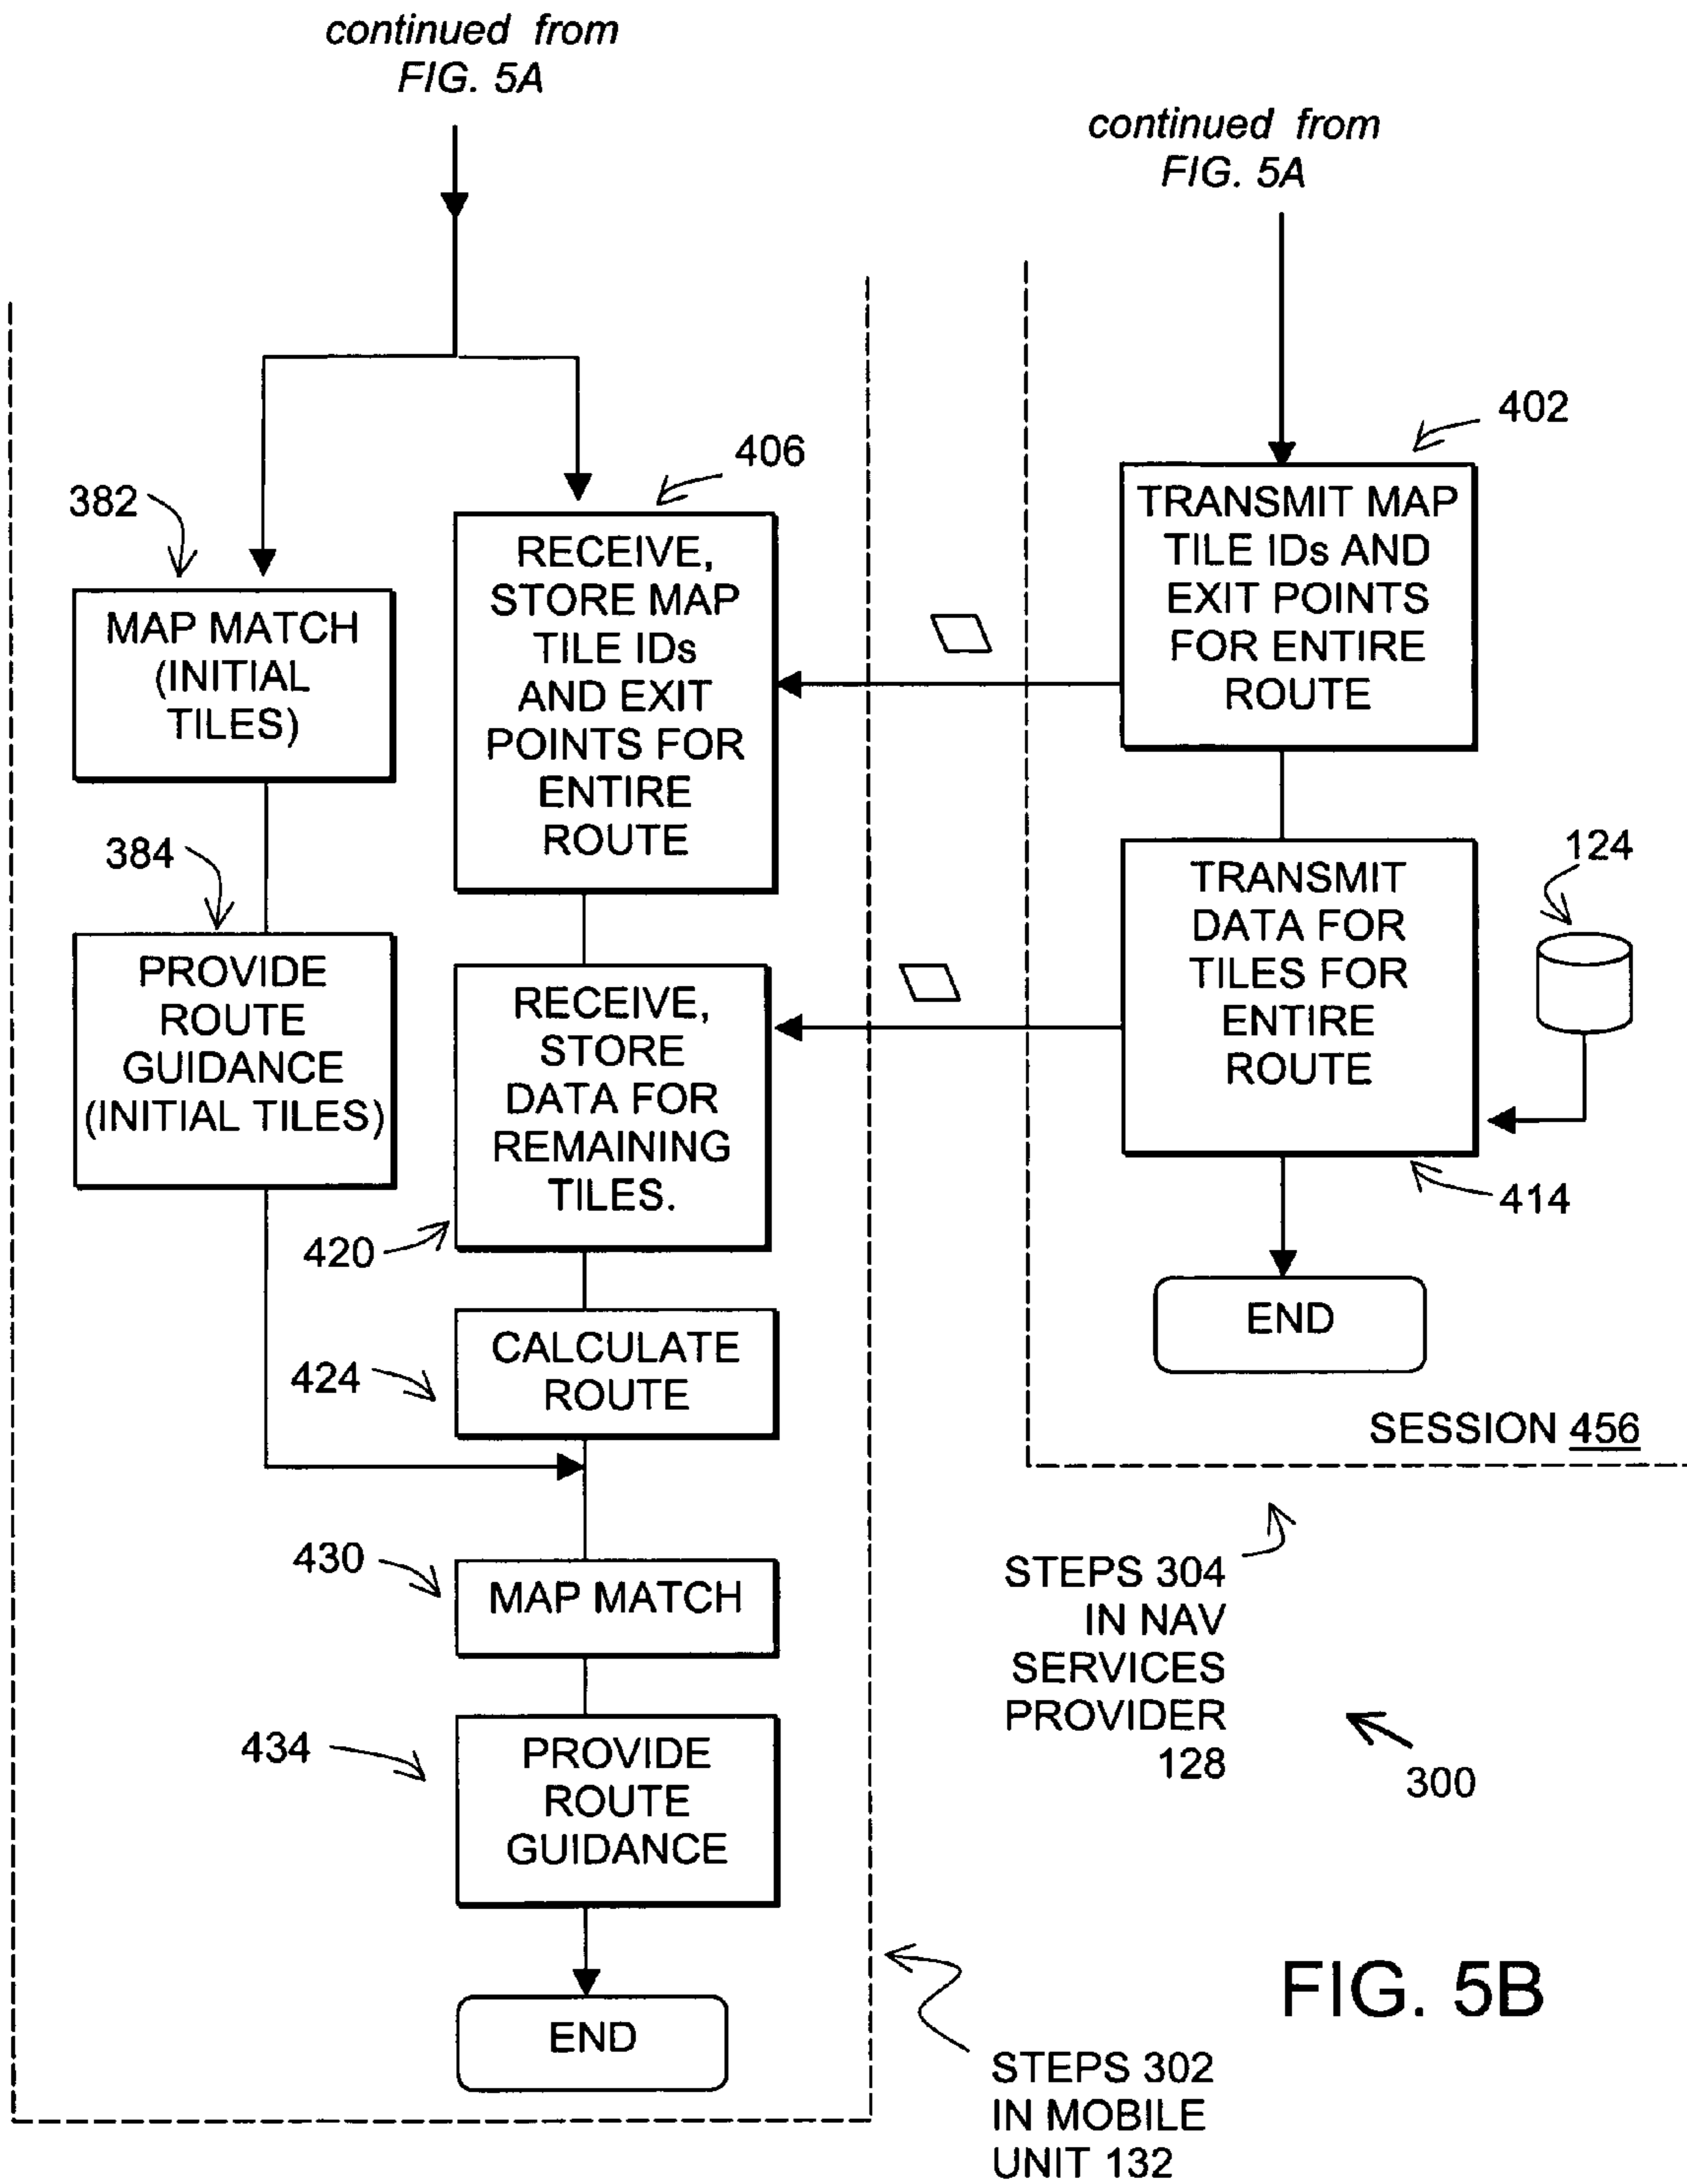 continued from
FIG. 5A
continued from
FIG. 5A
402
406
382
TRANSMIT MAP
TILE IDs AND
EXIT POINTS
FOR ENTIRE
ROUTE
RECEIVE,
STORE MAP
TILE IDs
AND EXIT
POINTS FOR
ENTIRE
ROUTE
MAP MATCH
(INITIAL
TILES)
384
124
TRANSMIT
DATA FOR
TILES FOR
ENTIRE
ROUTE
PROVIDE
ROUTE
GUIDANCE
(INITIAL TILES)
RECEIVE,
STORE
DATA FOR
REMAINING
TILES.
414
420
END
CALCULATE
ROUTE
424
SESSION 456
430
MAP MATCH
STEPS 304
IN NAV
SERVICES
PROVIDER
128
300
434
PROVIDE
ROUTE
GUIDANCE
END
FIG. 5B
STEPS 302
IN MOBILE
UNIT 132